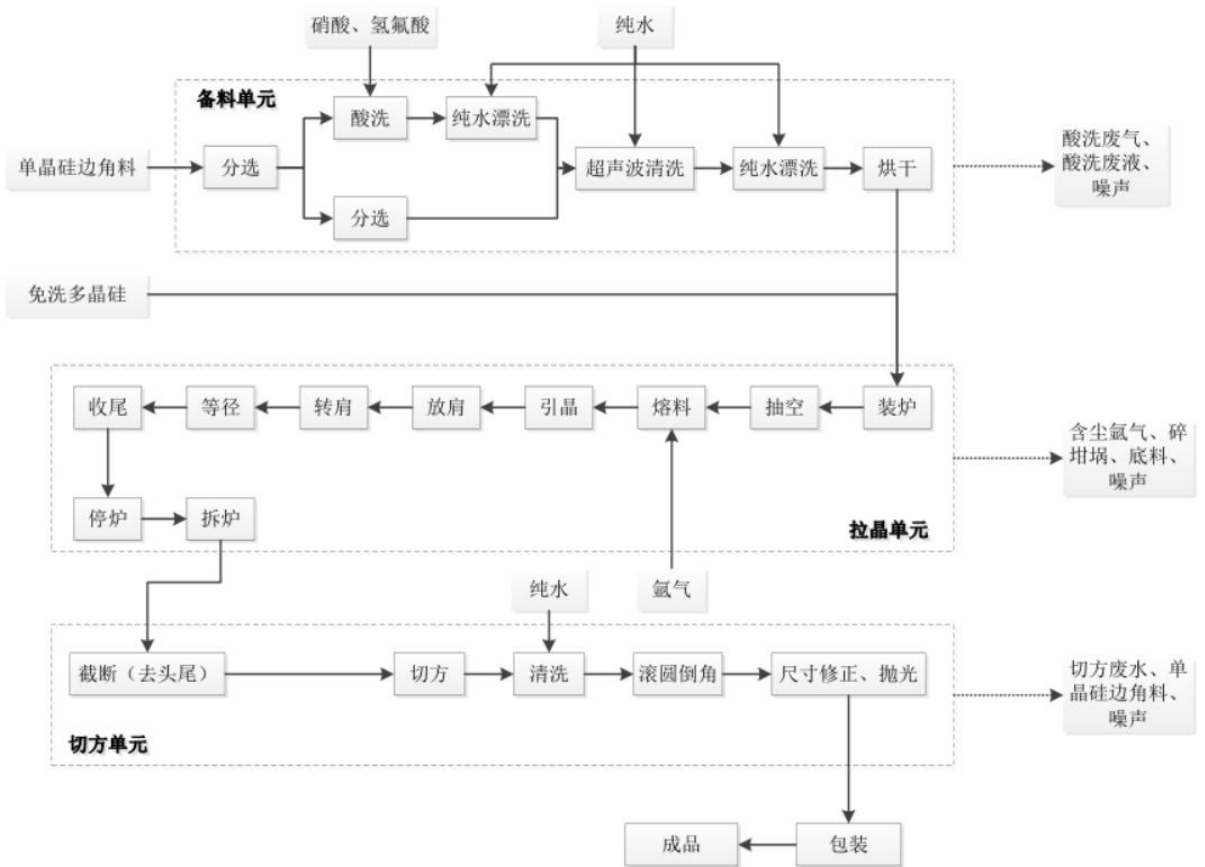 硝酸、氢氟酸
纯水
备料单元
酸洗
纯水漂洗
单晶硅边角料
分选
超声波清洗
纯水漂洗
烘干
分选
酸洗废气、
酸洗废液、
噪声
免洗多晶硅
收尾
等径
转肩
放肩
引晶
熔料
抽空
装炉
含尘氩气、碎
坩埚、底料、
噪声
停炉
拆炉
拉晶单元
纯水
氩气
截断（去头尾）
切方
清洗
滚圆倒角
尺寸修正、抛光
切方废水、单
晶硅边角料、
噪声
切方单元
成品
包装